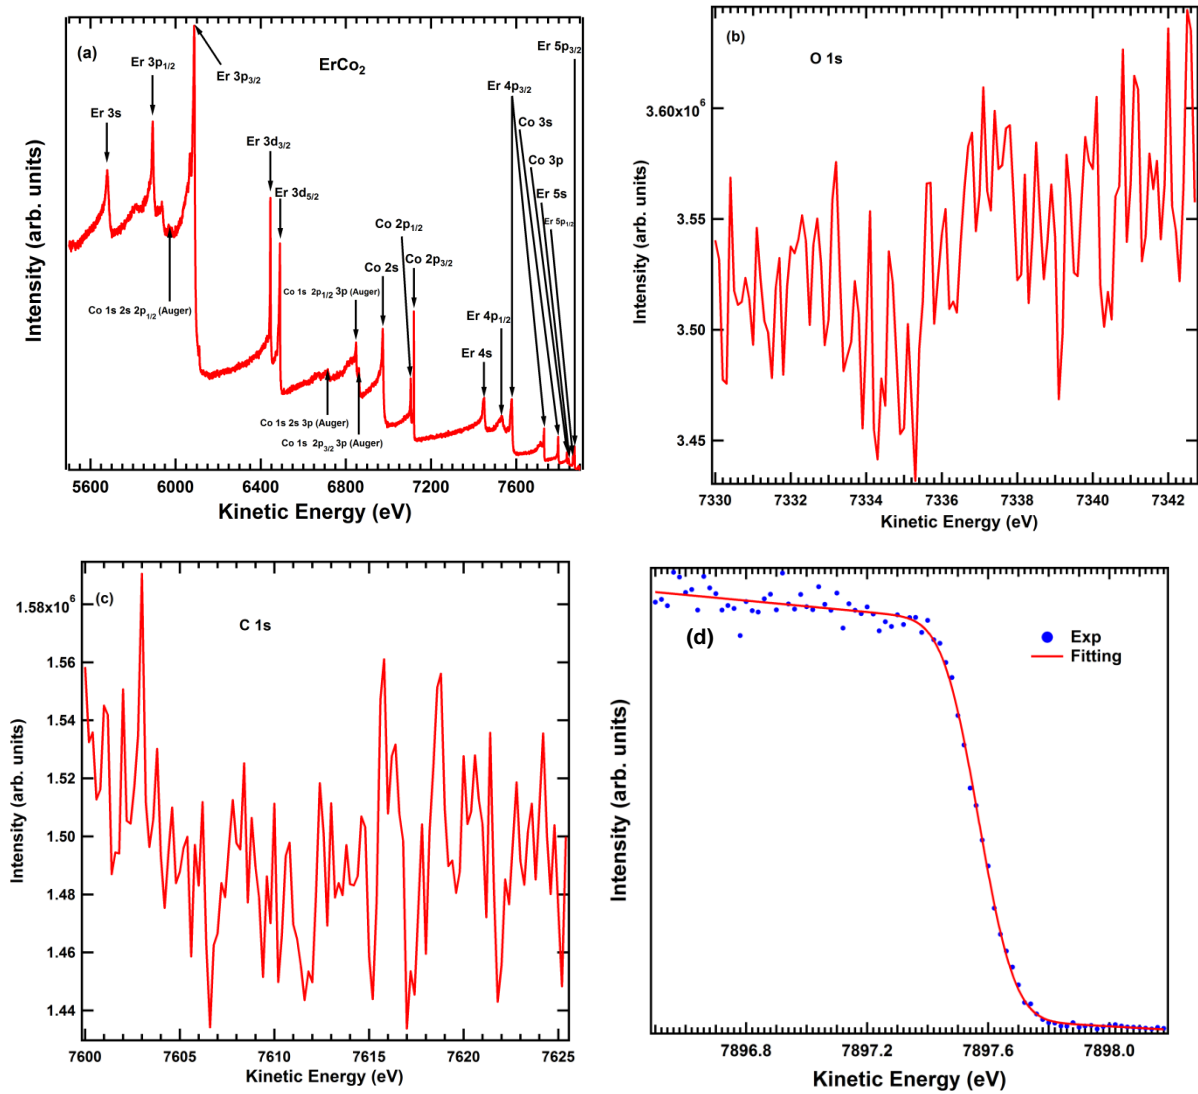 (a)
ErCo₂
Er 3s
Er 3p₁/₂
Er 3p₃/₂
Er 3d₃/₂
Er 3d₅/₂
Co 1s 2s 2p₁/₂ (Auger)
Co 1s 2p₁/₂ 3p (Auger)
Co 1s 2s 3p (Auger)
Co 1s 2p₃/₂ 3p (Auger)
Co 2s
Co 2p₁/₂
Co 2p₃/₂
Er 4s
Er 4p₁/₂
Er 4p₃/₂
Co 3s
Co 3p
Er 5s
Er 5p₁/₂
Er 5p₃/₂
Intensity (arb. units)
5600 6000 6400 6800 7200 7600
Kinetic Energy (eV)
(b)
O 1s
3.60x10⁶
3.55
3.50
3.45
Intensity (arb. units)
7330 7332 7334 7336 7338 7340 7342
Kinetic Energy (eV)
(c)
C 1s
1.58x10⁶
1.56
1.54
1.52
1.50
1.48
1.46
1.44
Intensity (arb. units)
7600 7605 7610 7615 7620 7625
Kinetic Energy (eV)
(d)
Exp
Fitting
Intensity (arb. units)
7896.8 7897.2 7897.6 7898.0
Kinetic Energy (eV)